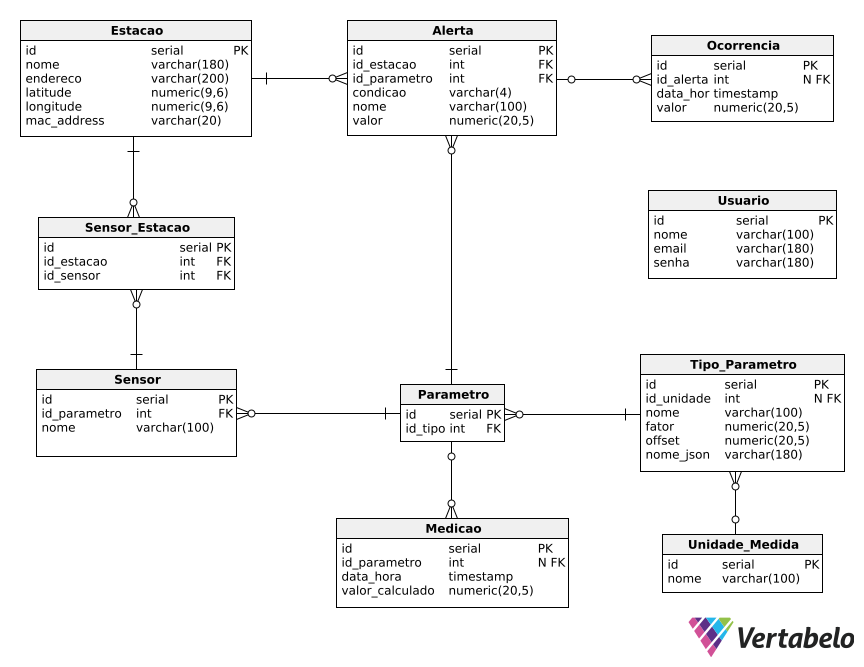 Estacao
id serial PK
nome varchar(180)
endereco varchar(200)
latitude numeric(9,6)
longitude numeric(9,6)
mac_address varchar(20)
Alerta
id serial PK
id_estacao int FK
id_parametro int FK
condicao varchar(4)
nome varchar(100)
valor numeric(20,5)
Ocorrencia
id serial PK
id_alerta int N FK
data_hor timestamp
valor numeric(20,5)
Usuario
id serial PK
nome varchar(100)
email varchar(180)
senha varchar(180)
Sensor_Estacao
id serial PK
id_estacao int FK
id_sensor int FK
Sensor
id serial PK
id_parametro int FK
nome varchar(100)
Parametro
id serial PK
id_tipo int FK
Tipo_Parametro
id serial PK
id_unidade int N FK
nome varchar(100)
fator numeric(20,5)
offset numeric(20,5)
nome_json varchar(180)
Medicao
id serial PK
id_parametro int N FK
data_hora timestamp
valor_calculado numeric(20,5)
Unidade_Medida
id serial PK
nome varchar(100)
Vertabelo